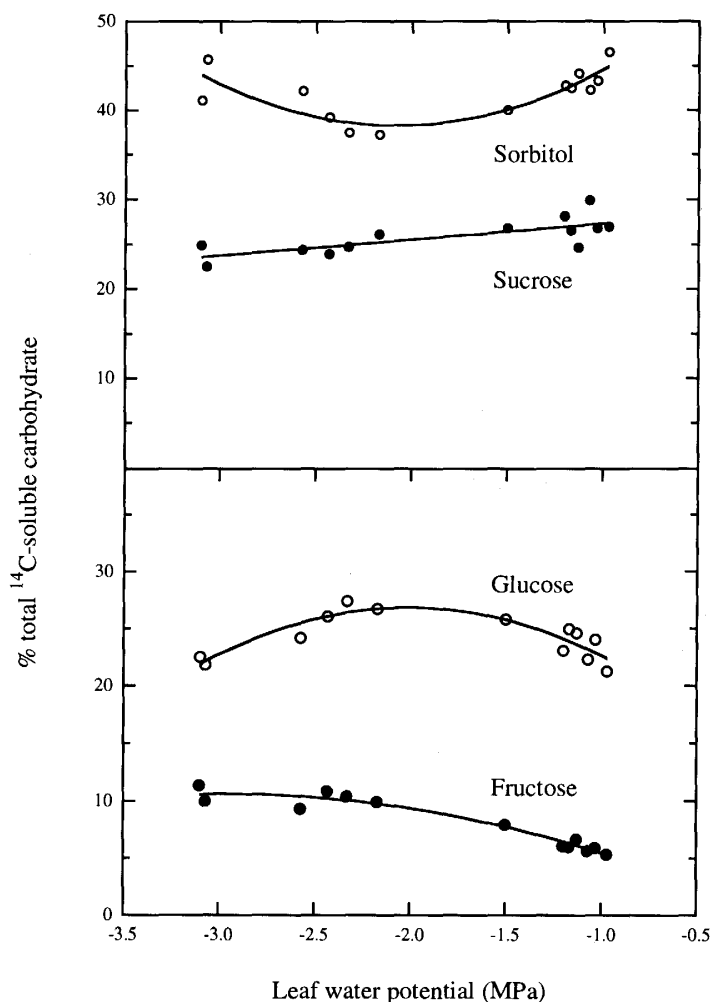 50
40
Sorbitol
30
20
Sucrose
10
% total ¹⁴C-soluble carbohydrate
30
Glucose
20
Fructose
10
0
-3.5 -3.0 -2.5 -2.0 -1.5 -1.0 -0.5
Leaf water potential (MPa)